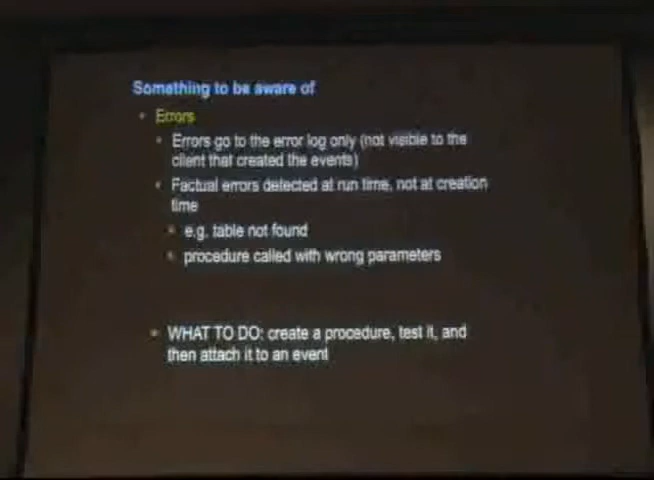 Something to be aware of
• Errors
• Errors go to the error log only (not visible to the
client that created the events)
• Factual errors detected at run time, not at creation
time
• e.g. table not found
• procedure called with wrong parameters
• WHAT TO DO: create a procedure, test it, and
then attach it to an event